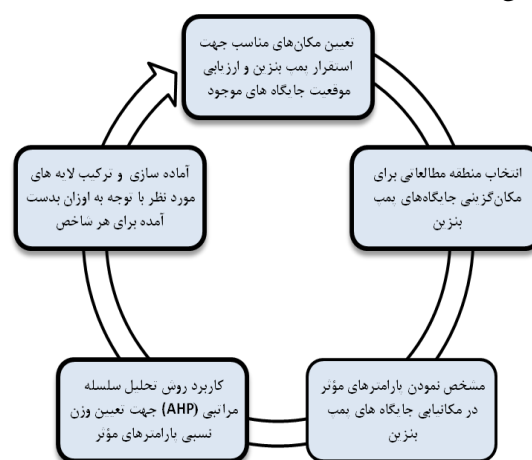 تعیین مکان‌های مناسب جهت
استقرار پمپ بنزین و ارزیابی
موقعیت جایگاه های موجود
انتخاب منطقه مطالعاتی برای
مکان‌گزینی جایگاه‌های پمپ
بنزین
مشخص نمودن پارامترهای مؤثر
در مکانیابی جایگاه های پمپ
بنزین
کاربرد روش تحلیل سلسله
مراتبی (AHP) جهت تعیین وزن
نسبی پارامترهای مؤثر
آماده سازی و ترکیب لایه های
مورد نظر با توجه به اوزان بدست
آمده برای هر شاخص